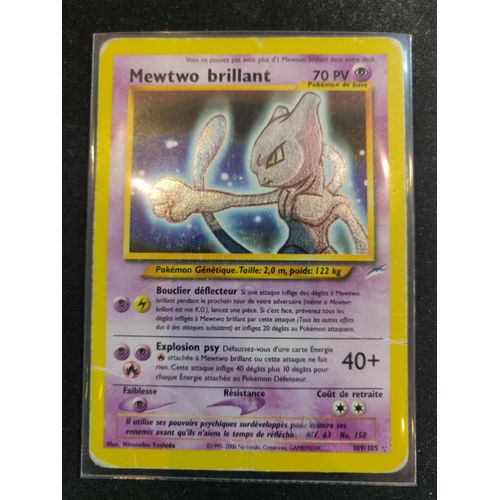 Vous ne pouvez pas avoir plus d'1 Mewtwo brillant dans votre deck.
Mewtwo brillant 70 PV
Pokémon de base
Pokémon Génétique. Taille: 2,0 m, poids: 122 kg
Bouclier déflecteur Si une attaque inflige des dégâts à Mewtwo
brillant pendant le prochain tour de votre adversaire (même si Mewtwo
brillant est mis K.O.), lancez une pièce. Si c'est face, prévenez tous les
dégâts infligés à Mewtwo brillant par cette attaque (Tous les autres effets
dus à des attaques subsistent) et infligez 20 dégâts au Pokémon attaquant.
Explosion psy Défaussez-vous d'une carte Énergie
attachée à Mewtwo brillant ou cette attaque ne fait
rien. Cette attaque inflige 40 dégâts plus 10 dégâts pour
chaque Énergie attachée au Pokémon Défenseur.
40+
Faiblesse Résistance Coût de retraite
Il utilise ses pouvoirs psychiques surdéveloppés pour vaincre ses
ennemis avant qu'ils n'aient le temps de réfléchir. NIV. 63 No. 150
Illus. Hironobu Yoshida ©1995-2000 Nintendo, Creatures, GAMEFREAK. 109/105